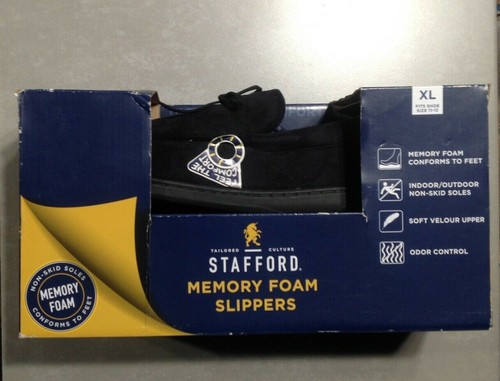 XL
FITS SHOE
SIZE 11-12
FEEL THE
COMFORT
MEMORY FOAM
CONFORMS TO FEET
INDOOR/OUTDOOR
NON-SKID SOLES
SOFT VELOUR UPPER
ODOR CONTROL
TAILORED CULTURE
STAFFORD
MEMORY FOAM
SLIPPERS
NON-SKID SOLES
MEMORY
FOAM
CONFORMS TO FEET